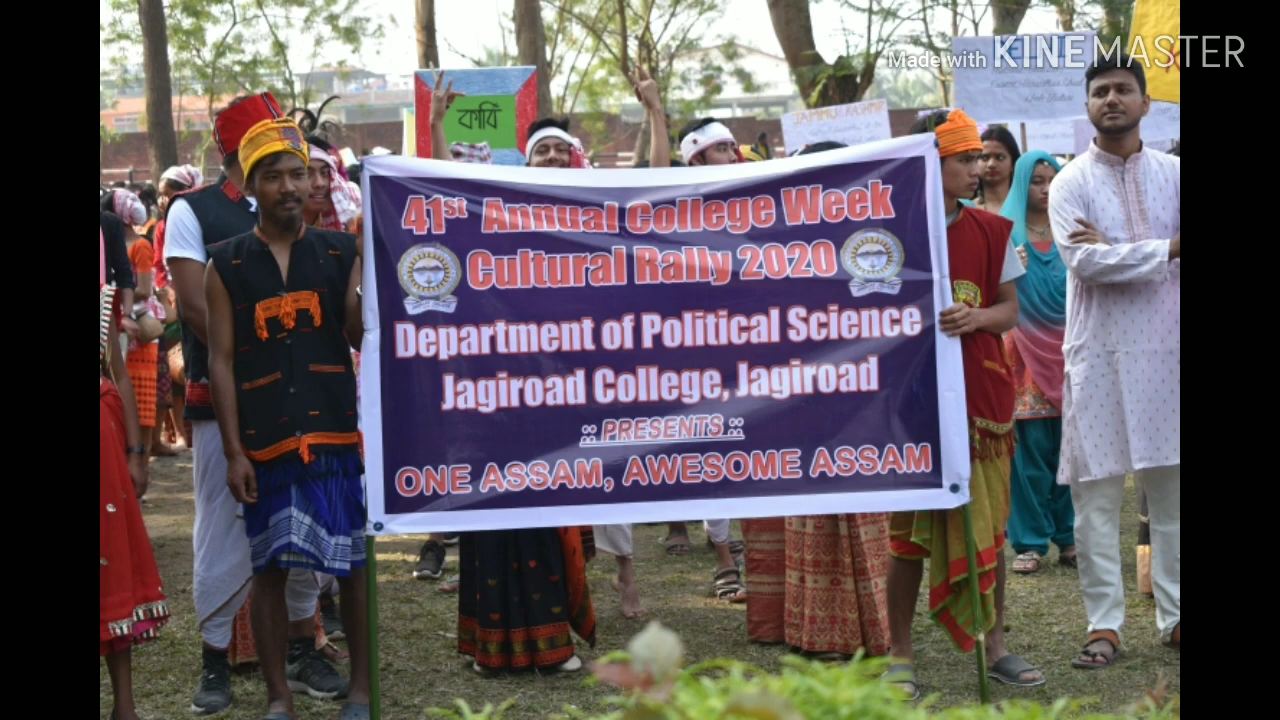 Made with KINEMASTER
কাৰ্বি
JAMMU KASHMIR
41st Annual College Week
Cultural Rally 2020
Department of Political Science
Jagiroad College, Jagiroad
:: PRESENTS ::
ONE ASSAM, AWESOME ASSAM